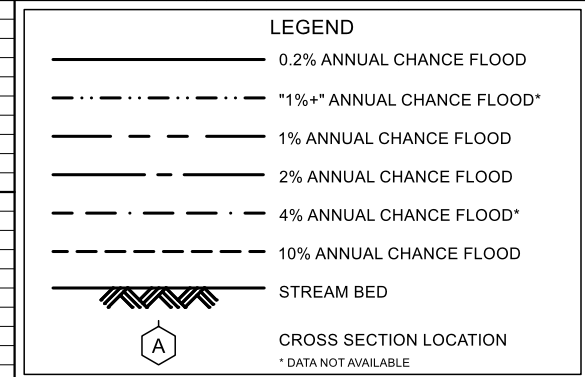 LEGEND
0.2% ANNUAL CHANCE FLOOD
"1%+" ANNUAL CHANCE FLOOD*
1% ANNUAL CHANCE FLOOD
2% ANNUAL CHANCE FLOOD
4% ANNUAL CHANCE FLOOD*
10% ANNUAL CHANCE FLOOD
STREAM BED
A
CROSS SECTION LOCATION
* DATA NOT AVAILABLE